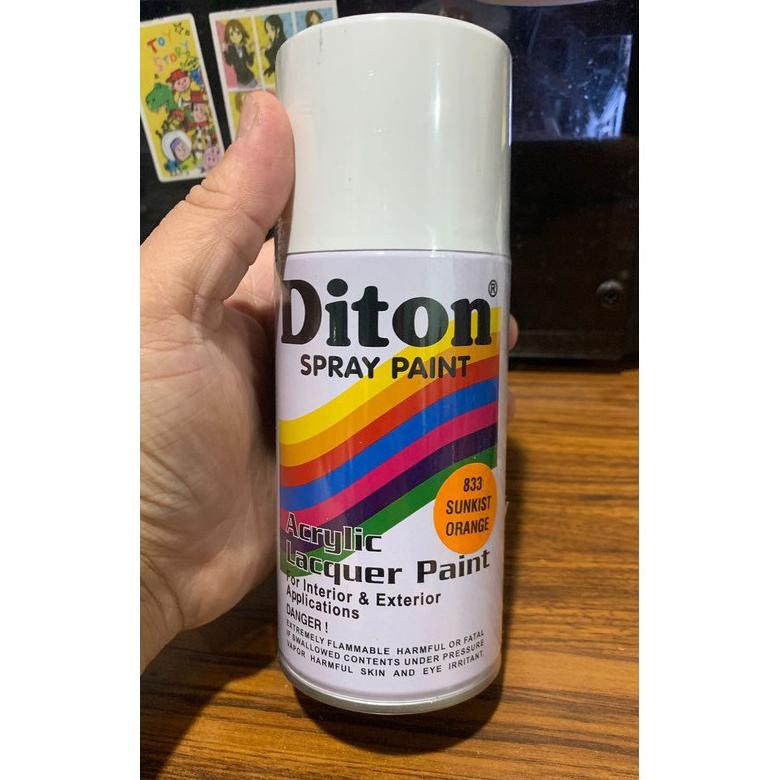 TOY
STORY
Diton®
SPRAY PAINT
833
SUNKIST
ORANGE
Acrylic
Lacquer Paint
For Interior & Exterior
Applications
DANGER !
EXTREMELY FLAMMABLE HARMFUL OR FATAL
IF SWALLOWED CONTENTS UNDER PRESSURE
VAPOR HARMFUL SKIN AND EYE IRRITANT.